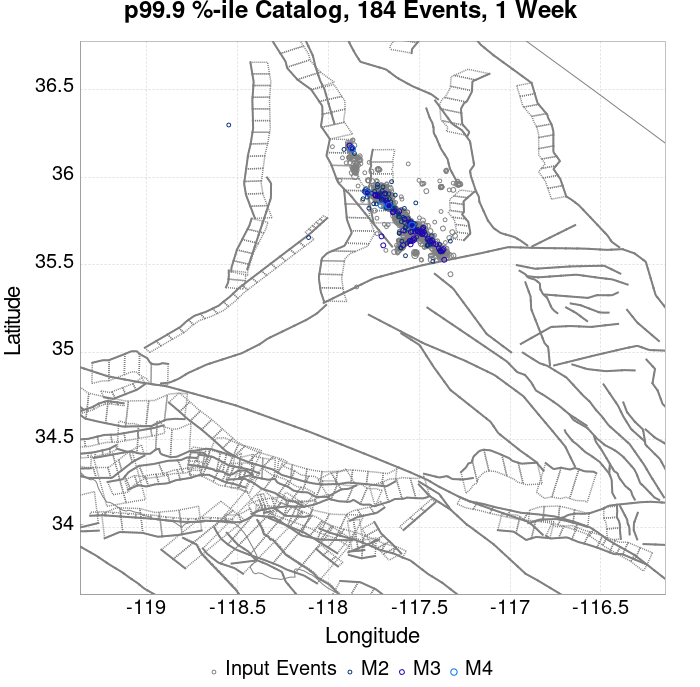 p99.9 %-ile Catalog, 184 Events, 1 Week
36.5
36
35.5
35
34.5
34
Latitude
-119
-118.5
-118
-117.5
-117
-116.5
Longitude
Input Events
M2
M3
M4